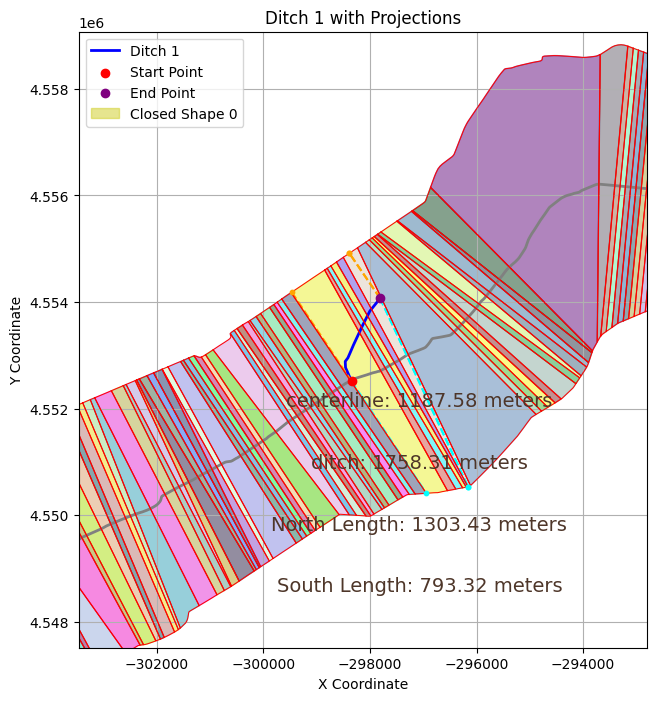 Ditch 1 with Projections
1e6
Ditch 1
Start Point
End Point
Closed Shape 0
4.558
4.556
4.554
4.552
4.550
4.548
Y Coordinate
centerline: 1187.58 meters
ditch: 1758.31 meters
North Length: 1303.43 meters
South Length: 793.32 meters
−302000 −300000 −298000 −296000 −294000
X Coordinate